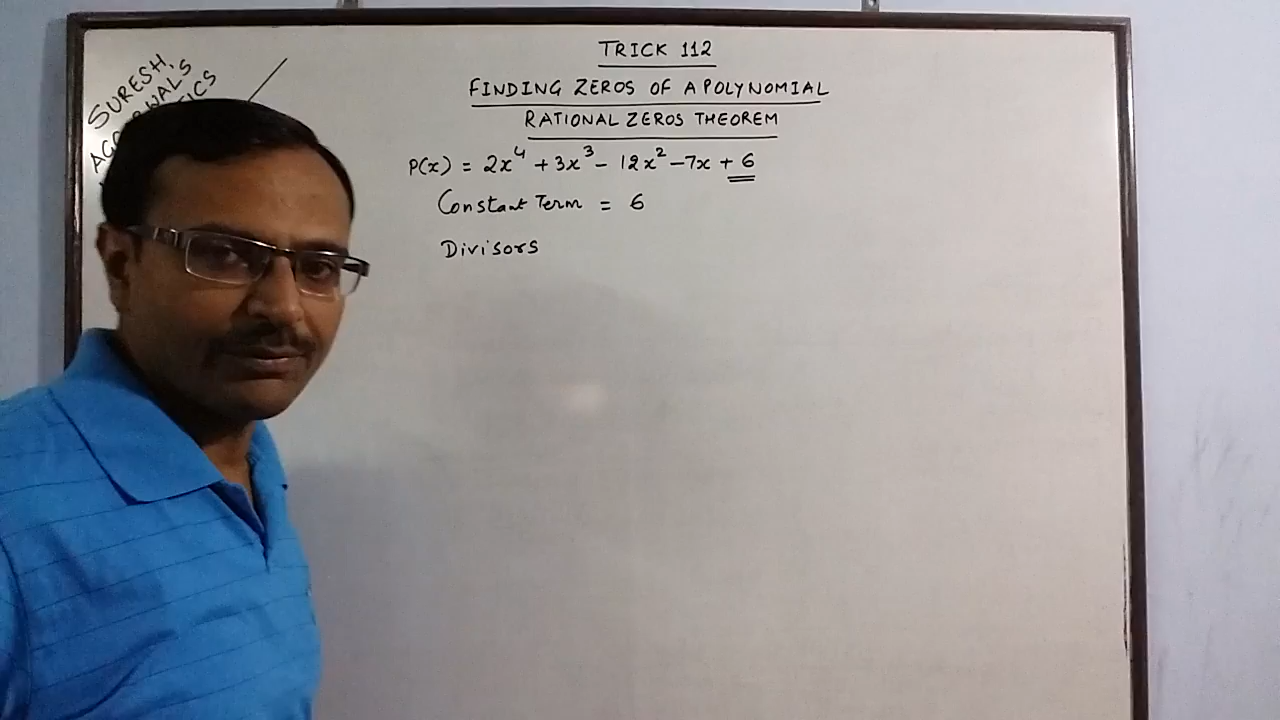 SURESH
TRICK 112
FINDING ZEROS OF A POLYNOMIAL
RATIONAL ZEROS THEOREM
P(x) = 2x⁴ + 3x³ - 12x² - 7x + 6
Constant Term = 6
Divisors